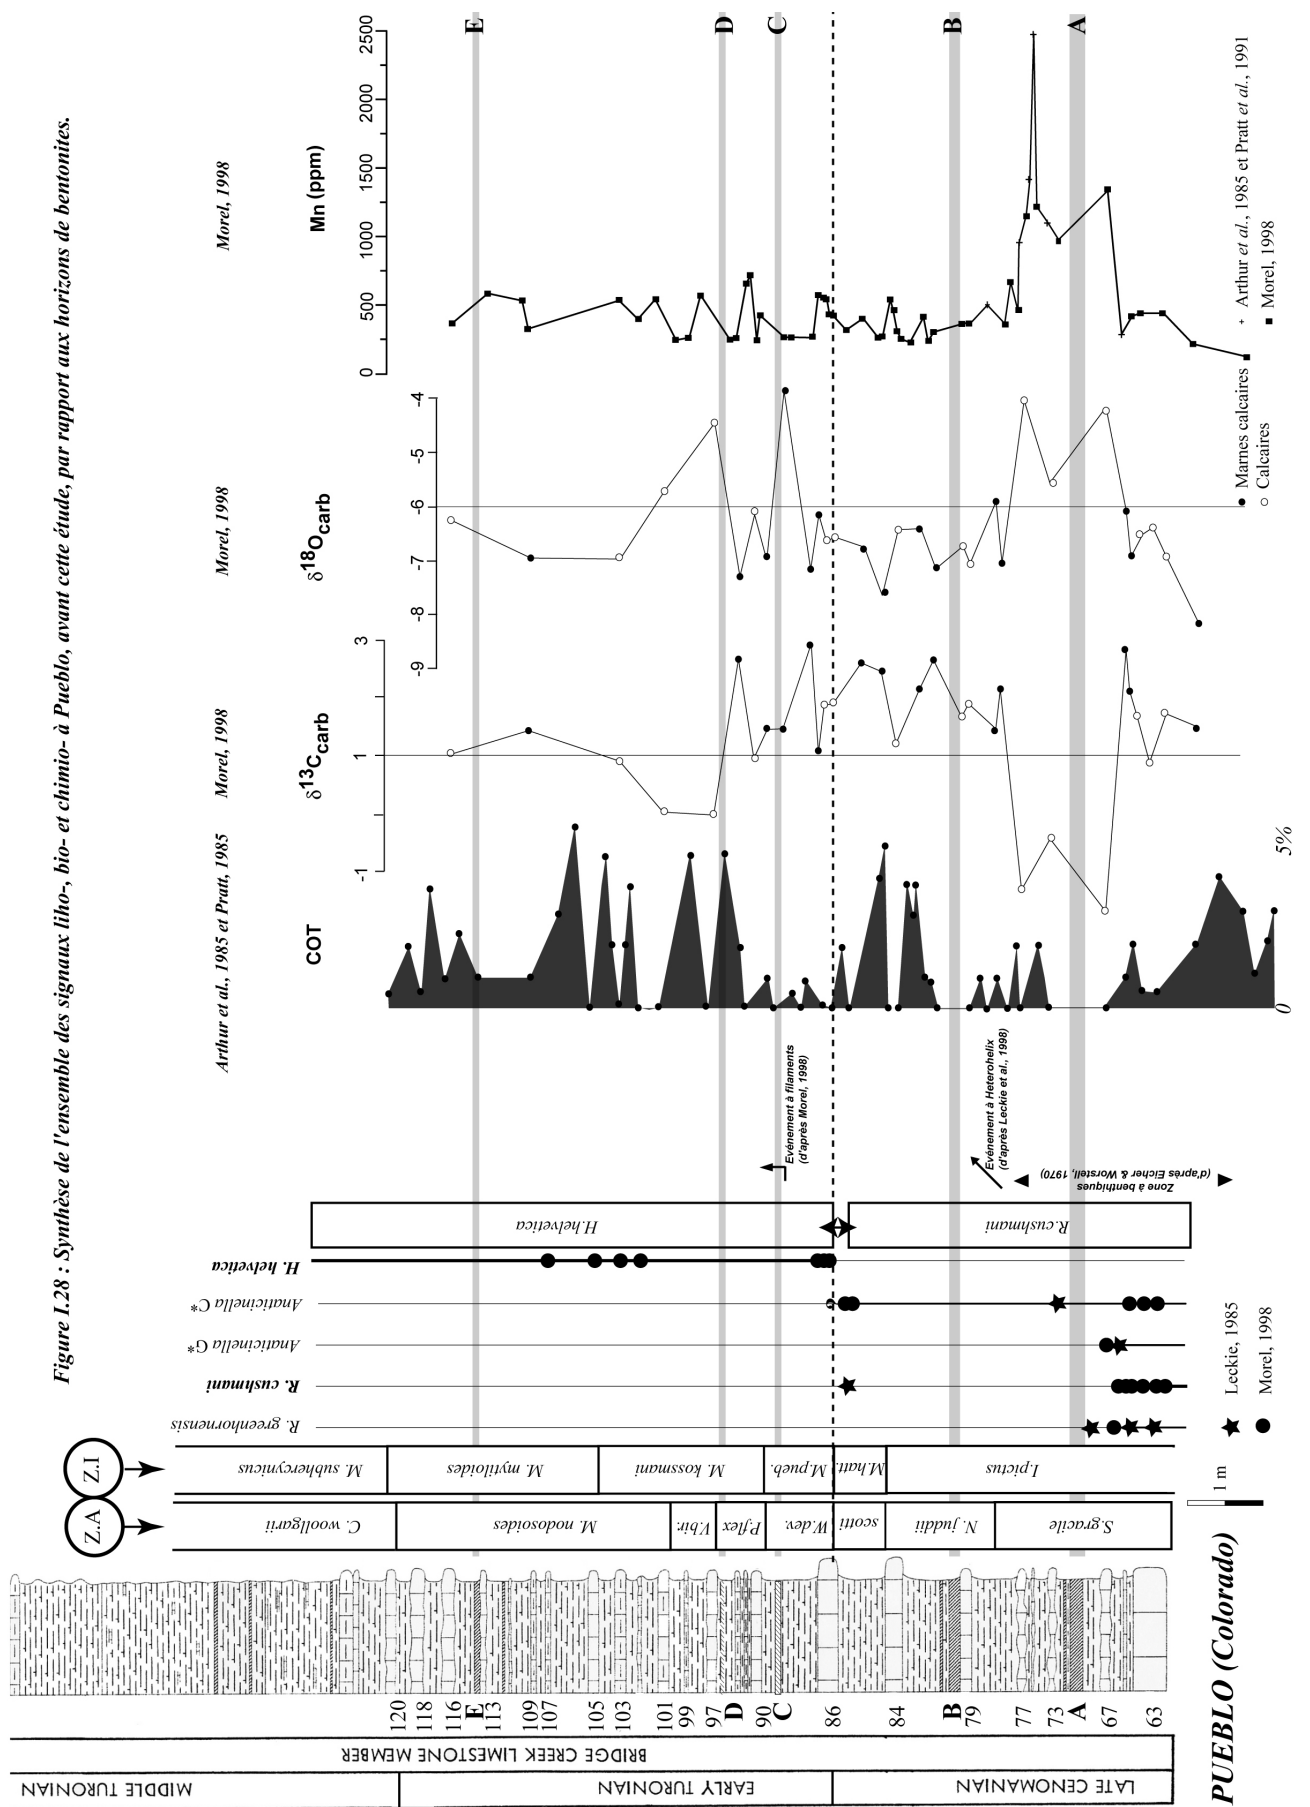 Figure I.28 : Synthèse de l'ensemble des signaux liho-, bio- et chimio- à Pueblo, avant cette étude, par rapport aux horizons de bentonites.
Z.A
Z.I
R. greenhornensis
R. cushmani
Anaticinella G*
Anaticinella C*
H. helvetica
Arthur et al., 1985 et Pratt, 1985
Morel, 1998
Morel, 1998
Morel, 1998
COT
δ13Ccarb
δ18Ocarb
Mn (ppm)
-1
1
3
-9
-8
-7
-6
-5
-4
0
500
1000
1500
2000
2500
MIDDLE TURONIAN
EARLY TURONIAN
LATE CENOMANIAN
BRIDGE CREEK LIMESTONE MEMBER
120
118
116
E
113
109
107
105
103
101
99
97
D
90
C
86
84
B
79
77
73
A
67
63
C. woollgarii
M. nodosoides
V.bir.
P.flex
W.dev.
scotti
N. juddii
S.gracile
M. subhercynicus
M. mytiloides
M. kossmani
M.pueb.
M.hatt.
I.pictus
H.helvetica
R.cushmani
Evénement à filaments
(d'après Morel, 1998)
Evénement à Heterohelix
(d'après Leckie et al., 1998)
Zone à benthiques
(d'après Eicher & Worstell, 1970)
E
D
C
B
A
0
5%
PUEBLO (Colorado)
1 m
Leckie, 1985
Morel, 1998
Marnes calcaires
Calcaires
Arthur et al., 1985 et Pratt et al., 1991
Morel, 1998